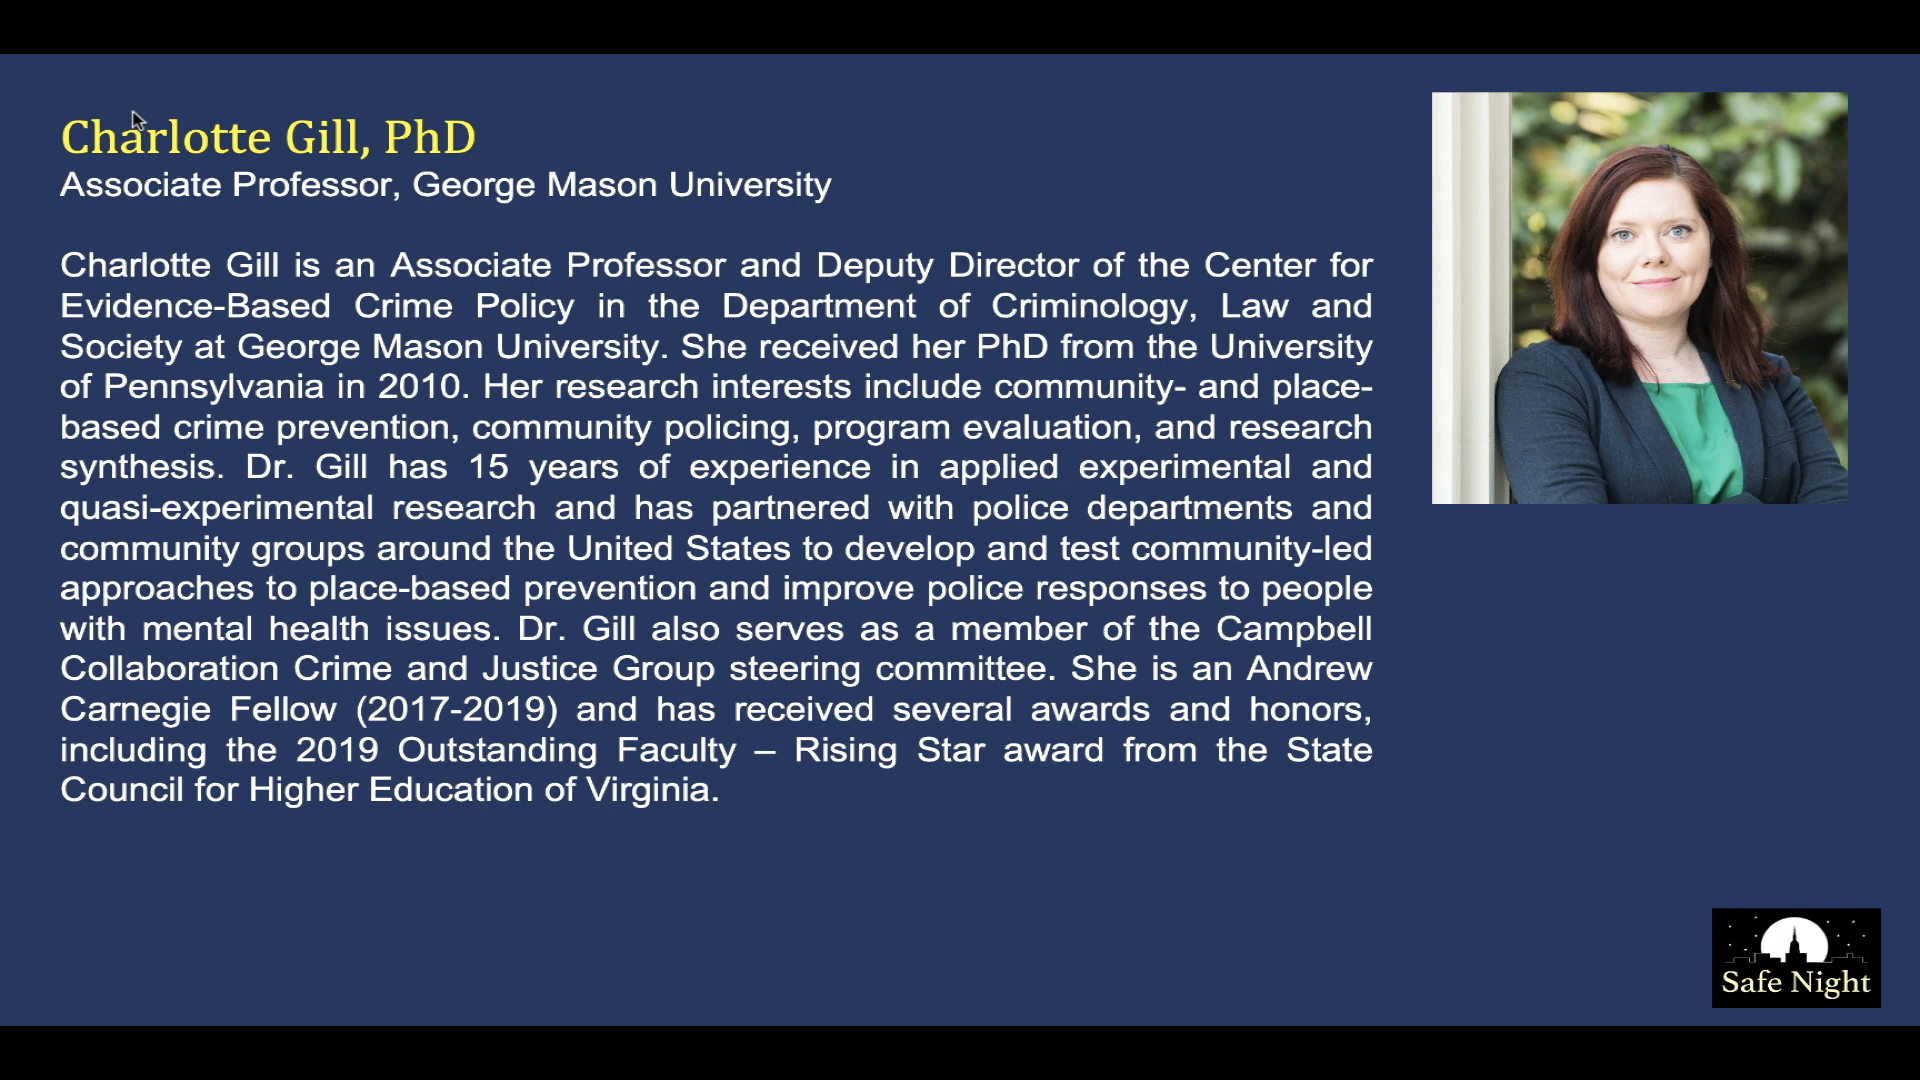 Charlotte Gill, PhD
Associate Professor, George Mason University
Charlotte Gill is an Associate Professor and Deputy Director of the Center for
Evidence-Based Crime Policy in the Department of Criminology, Law and
Society at George Mason University. She received her PhD from the University
of Pennsylvania in 2010. Her research interests include community- and place-
based crime prevention, community policing, program evaluation, and research
synthesis. Dr. Gill has 15 years of experience in applied experimental and
quasi-experimental research and has partnered with police departments and
community groups around the United States to develop and test community-led
approaches to place-based prevention and improve police responses to people
with mental health issues. Dr. Gill also serves as a member of the Campbell
Collaboration Crime and Justice Group steering committee. She is an Andrew
Carnegie Fellow (2017-2019) and has received several awards and honors,
including the 2019 Outstanding Faculty – Rising Star award from the State
Council for Higher Education of Virginia.
Safe Night